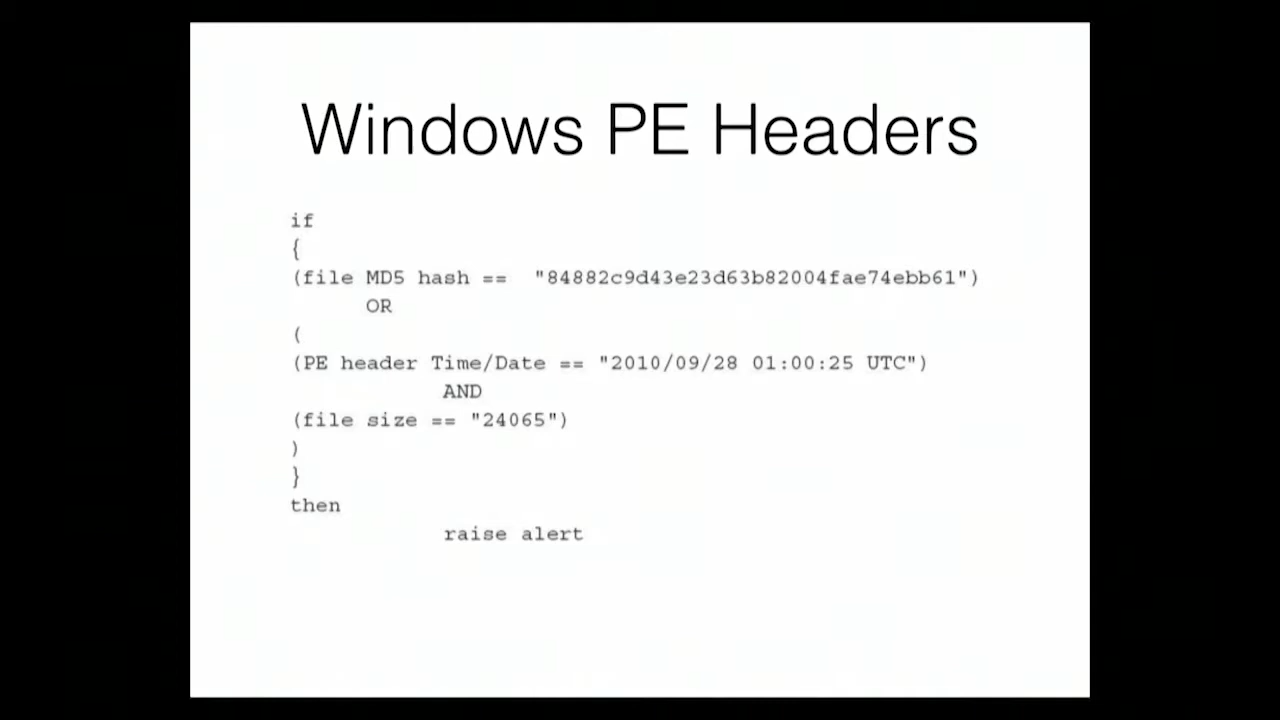 Windows PE Headers
if
{
(file MD5 hash ==  "84882c9d43e23d63b82004fae74ebb61")
OR
(
(PE header Time/Date == "2010/09/28 01:00:25 UTC")
AND
(file size == "24065")
)
}
then
raise alert